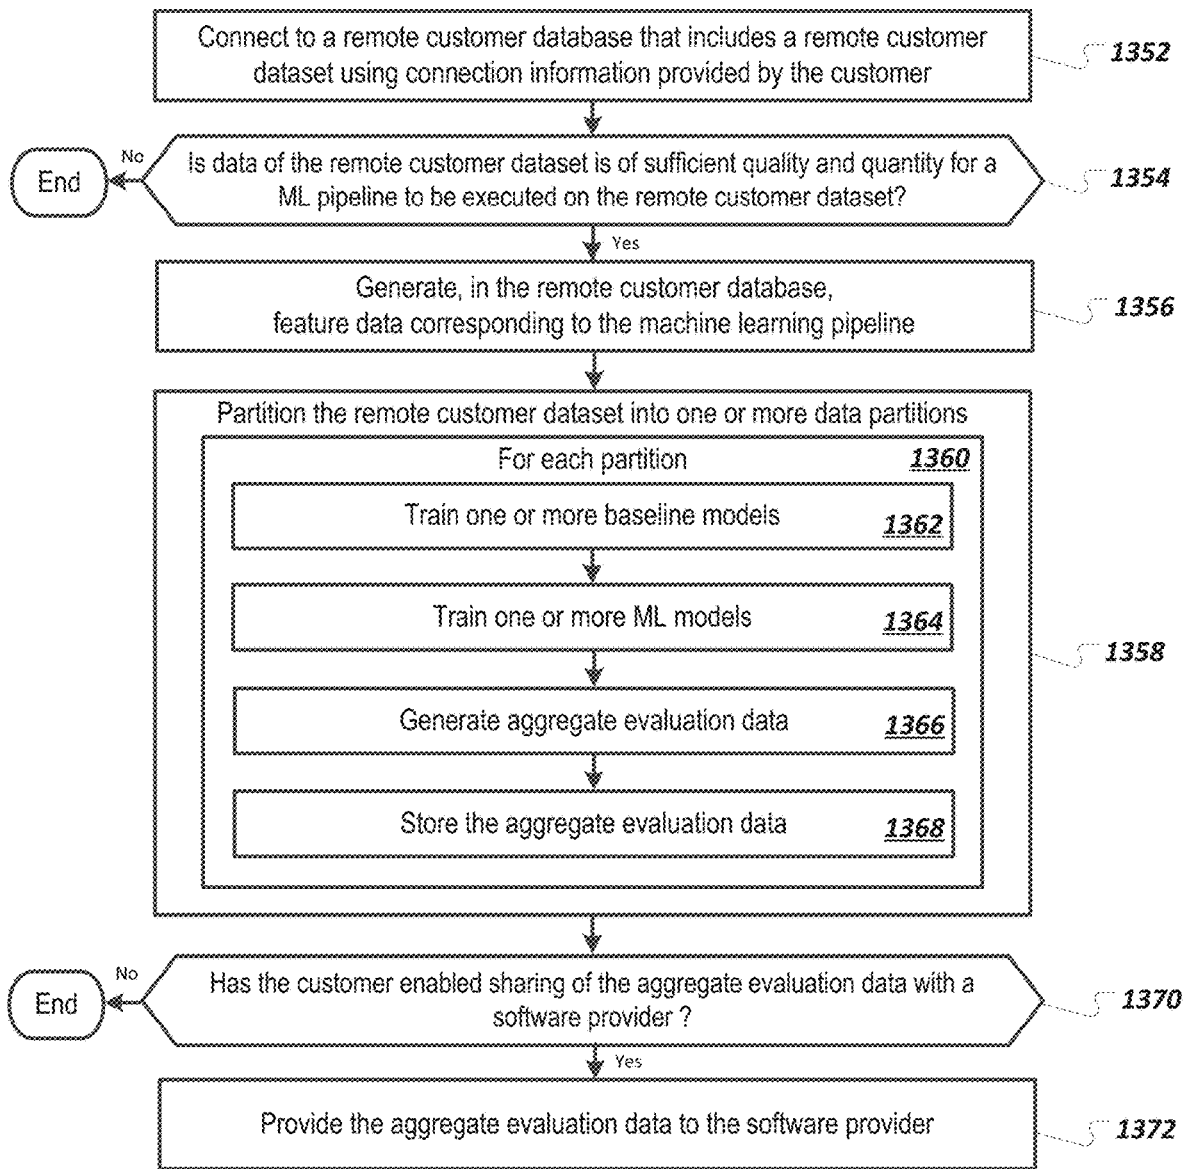 Connect to a remote customer database that includes a remote customer
dataset using connection information provided by the customer
1352
No
End
Is data of the remote customer dataset is of sufficient quality and quantity for a
ML pipeline to be executed on the remote customer dataset?
1354
Yes
Generate, in the remote customer database,
feature data corresponding to the machine learning pipeline
1356
Partition the remote customer dataset into one or more data partitions
For each partition
1360
Train one or more baseline models
1362
Train one or more ML models
1364
1358
Generate aggregate evaluation data
1366
Store the aggregate evaluation data
1368
No
End
Has the customer enabled sharing of the aggregate evaluation data with a
software provider ?
1370
Yes
Provide the aggregate evaluation data to the software provider
1372